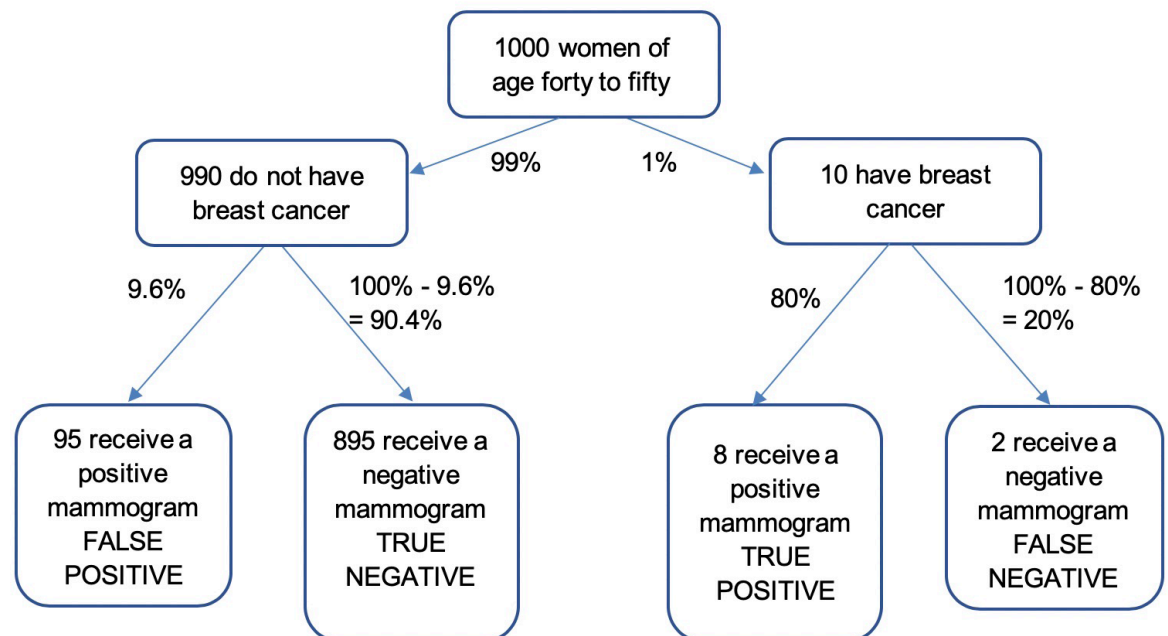 1000 women of
age forty to fifty
99%
1%
990 do not have
breast cancer
10 have breast
cancer
9.6%
100% - 9.6%
= 90.4%
80%
100% - 80%
= 20%
95 receive a
positive
mammogram
FALSE
POSITIVE
895 receive a
negative
mammogram
TRUE
NEGATIVE
8 receive a
positive
mammogram
TRUE
POSITIVE
2 receive a
negative
mammogram
FALSE
NEGATIVE